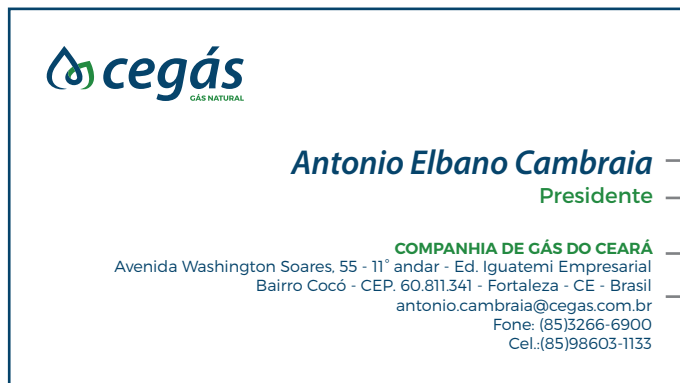 cegás
GÁS NATURAL
Antonio Elbano Cambraia
Presidente
COMPANHIA DE GÁS DO CEARÁ
Avenida Washington Soares, 55 - 11° andar - Ed. Iguatemi Empresarial
Bairro Cocó - CEP. 60.811.341 - Fortaleza - CE - Brasil
antonio.cambraia@cegas.com.br
Fone: (85)3266-6900
Cel.:(85)98603-1133